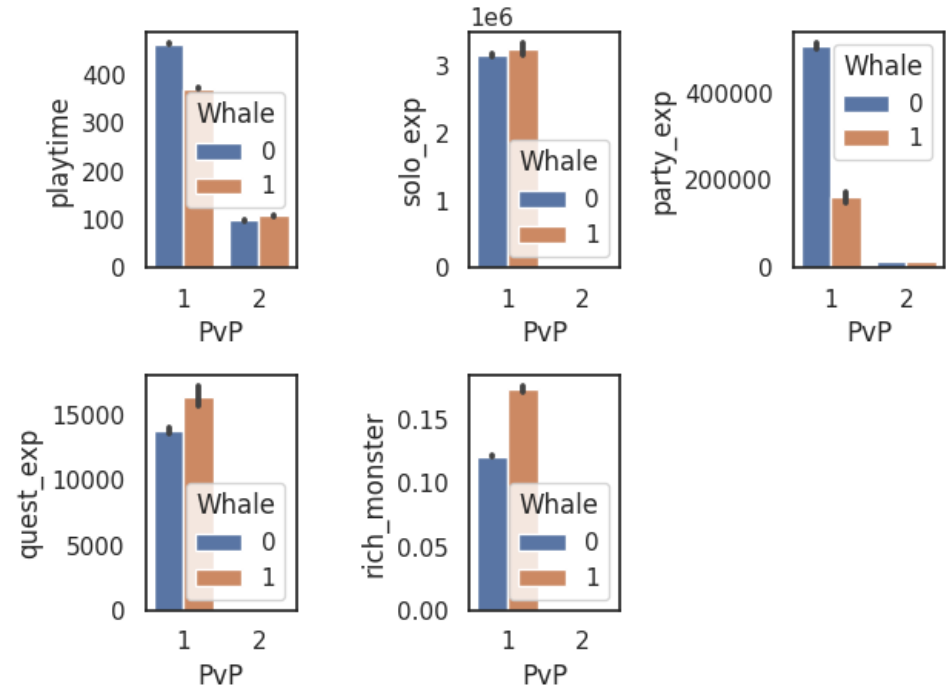 playtime
400
300
200
100
0
Whale
0
1
1 2
PvP
1e6
solo_exp
3
2
1
0
Whale
0
1
1 2
PvP
party_exp
400000
200000
0
Whale
0
1
1 2
PvP
quest_exp
15000
10000
5000
0
Whale
0
1
1 2
PvP
rich_monster
0.15
0.10
0.05
0.00
Whale
0
1
1 2
PvP